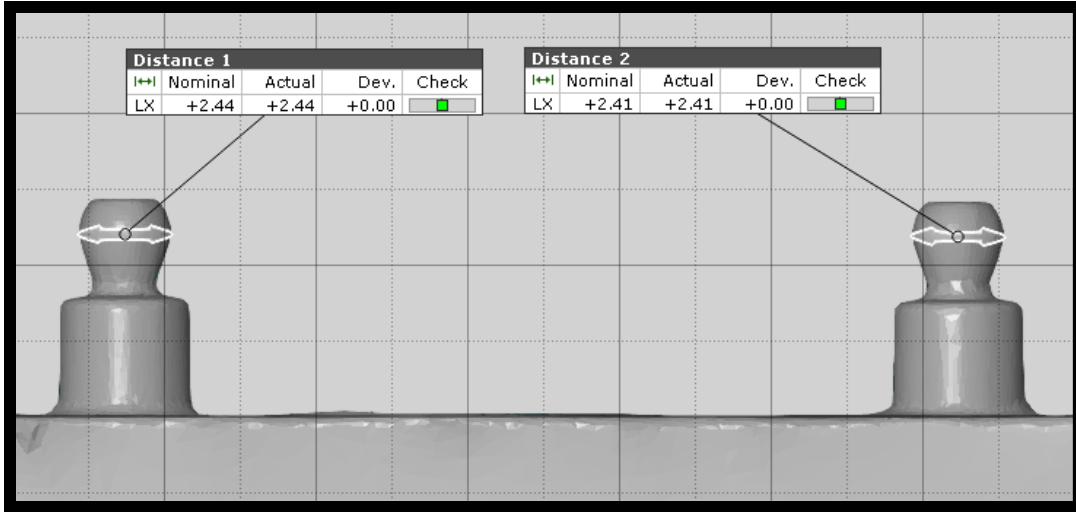 Distance 1
Nominal Actual Dev. Check
LX +2.44 +2.44 +0.00
Distance 2
Nominal Actual Dev. Check
LX +2.41 +2.41 +0.00